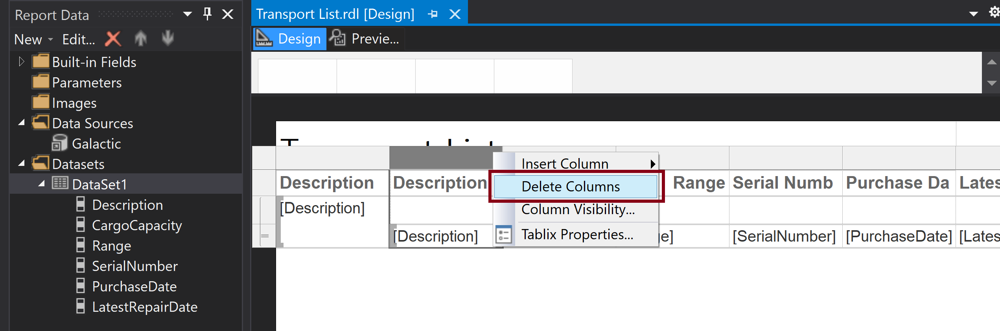 Report Data
New Edit...
Built-in Fields
Parameters
Images
Data Sources
Galactic
Datasets
DataSet1
Description
CargoCapacity
Range
SerialNumber
PurchaseDate
LatestRepairDate
Transport List.rdl [Design]
Design Previe...
Insert Column
Delete Columns
Column Visibility...
Tablix Properties...
Description Description Range Serial Numb Purchase Da Lates
[Description]
[Description] ge] [SerialNumber] [PurchaseDate] [Lates